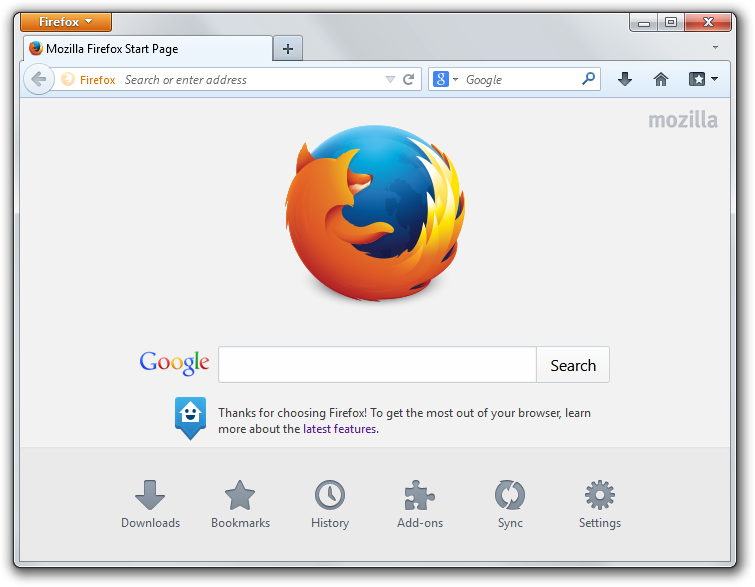 Firefox
Mozilla Firefox Start Page
Firefox Search or enter address
8 Google
mozilla
Google
Search
Thanks for choosing Firefox! To get the most out of your browser, learn
more about the latest features.
Downloads Bookmarks History Add-ons Sync Settings